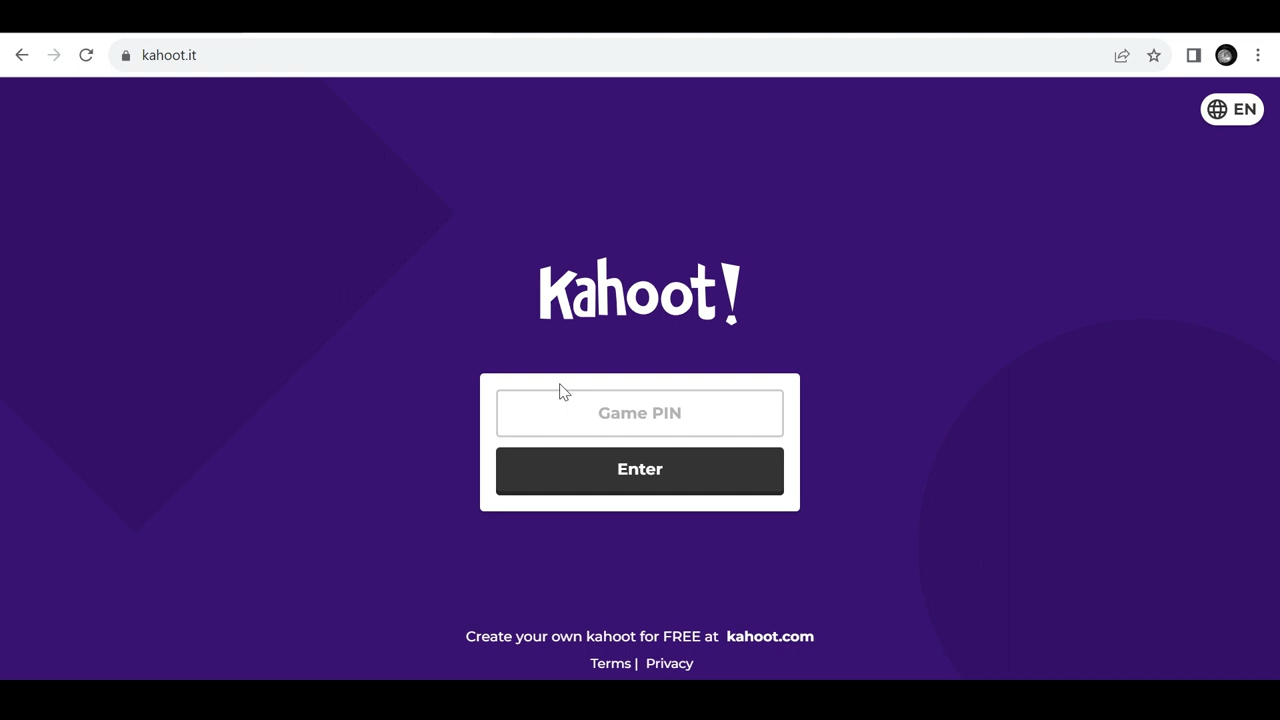 kahoot.it
EN
Kahoot!
Game PIN
Enter
Create your own kahoot for FREE at kahoot.com
Terms | Privacy